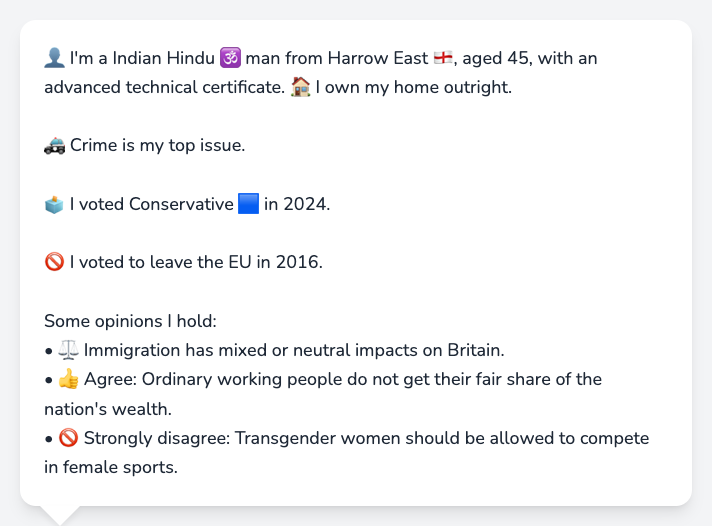 👤 I'm a Indian Hindu 🕉️ man from Harrow East 🏴󠁧󠁢󠁥󠁮󠁧󠁿, aged 45, with an
advanced technical certificate. 🏠 I own my home outright.
🚓 Crime is my top issue.
🗳️ I voted Conservative 🟦 in 2024.
🚫 I voted to leave the EU in 2016.
Some opinions I hold:
• ⚖️ Immigration has mixed or neutral impacts on Britain.
• 👍 Agree: Ordinary working people do not get their fair share of the
nation's wealth.
• 🚫 Strongly disagree: Transgender women should be allowed to compete
in female sports.